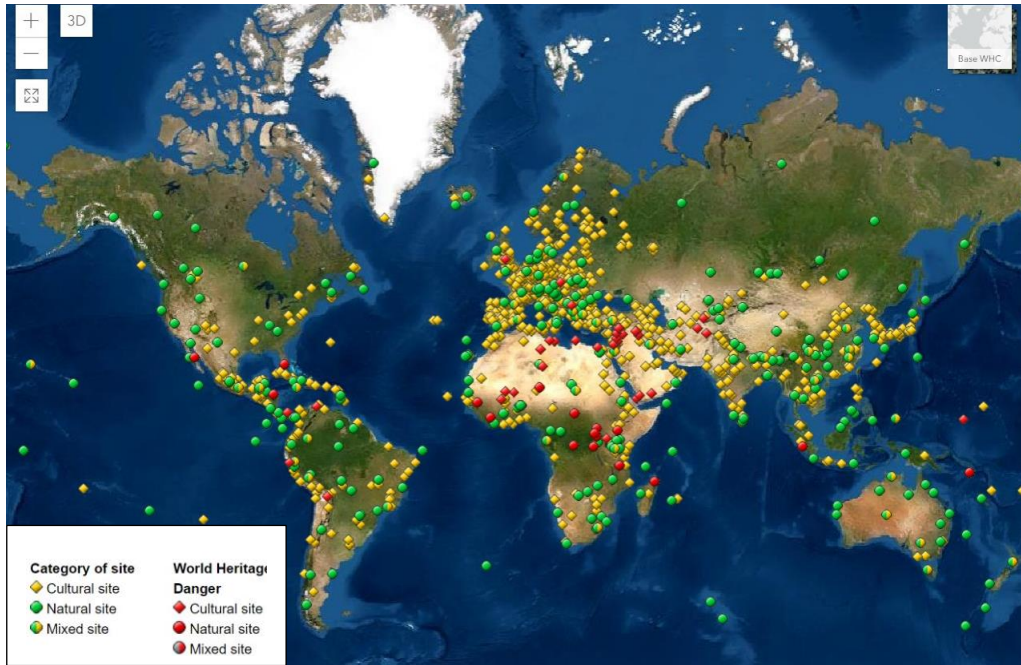 +
3D
−
Base WHC
Category of site
Cultural site
Natural site
Mixed site
World Heritage
Danger
Cultural site
Natural site
Mixed site